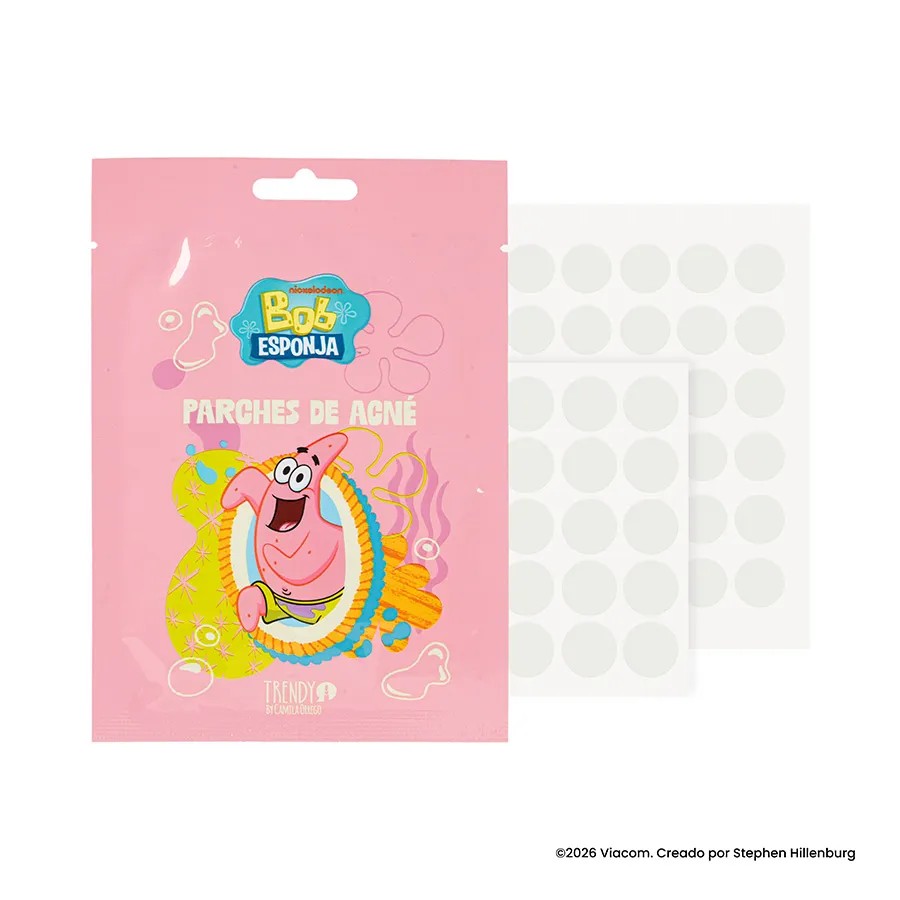 nickelodeon
Bob
ESPONJA
PARCHES DE ACNÉ
TRENDY
BY CAMILA ORREGO
©2026 Viacom. Creado por Stephen Hillenburg